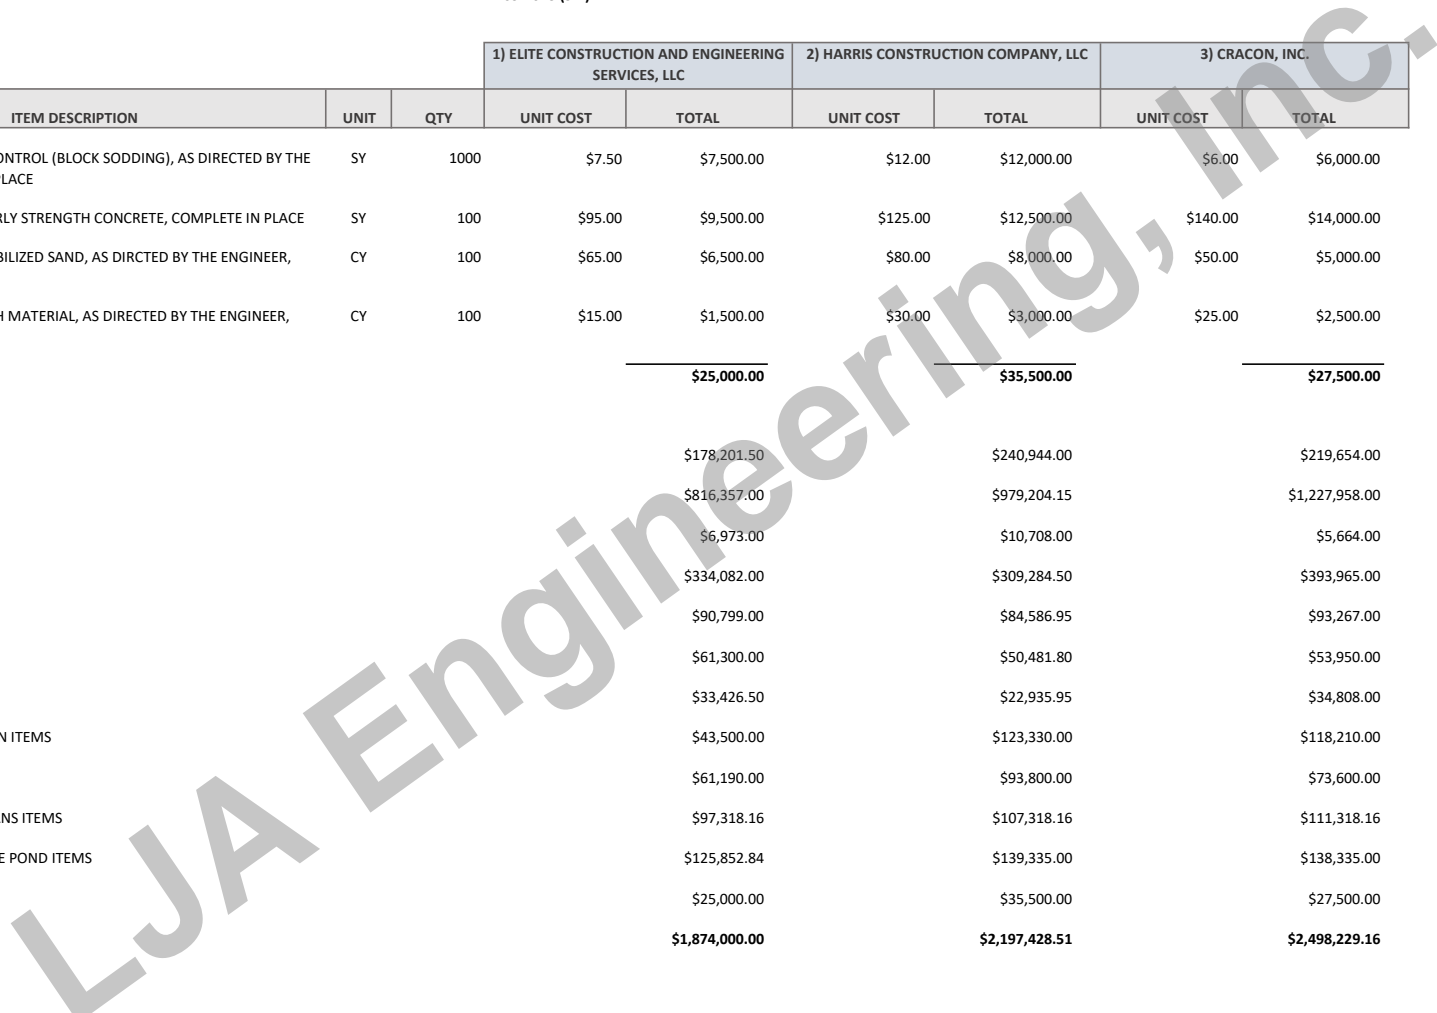 1) ELITE CONSTRUCTION AND ENGINEERING SERVICES, LLC 2) HARRIS CONSTRUCTION COMPANY, LLC 3) CRACON, INC.
ITEM DESCRIPTION UNIT QTY UNIT COST TOTAL UNIT COST TOTAL UNIT COST TOTAL
ONTROL (BLOCK SODDING), AS DIRECTED BY THE SY 1000 $7.50 $7,500.00 $12.00 $12,000.00 $6.00 $6,000.00
PLACE
RLY STRENGTH CONCRETE, COMPLETE IN PLACE SY 100 $95.00 $9,500.00 $125.00 $12,500.00 $140.00 $14,000.00
BILIZED SAND, AS DIRCTED BY THE ENGINEER, CY 100 $65.00 $6,500.00 $80.00 $8,000.00 $50.00 $5,000.00
H MATERIAL, AS DIRECTED BY THE ENGINEER, CY 100 $15.00 $1,500.00 $30.00 $3,000.00 $25.00 $2,500.00
$25,000.00 $35,500.00 $27,500.00
$178,201.50 $240,944.00 $219,654.00
$816,357.00 $979,204.15 $1,227,958.00
$6,973.00 $10,708.00 $5,664.00
$334,082.00 $309,284.50 $393,965.00
$90,799.00 $84,586.95 $93,267.00
$61,300.00 $50,481.80 $53,950.00
$33,426.50 $22,935.95 $34,808.00
N ITEMS $43,500.00 $123,330.00 $118,210.00
$61,190.00 $93,800.00 $73,600.00
ANS ITEMS $97,318.16 $107,318.16 $111,318.16
E POND ITEMS $125,852.84 $139,335.00 $138,335.00
$25,000.00 $35,500.00 $27,500.00
$1,874,000.00 $2,197,428.51 $2,498,229.16
LJA Engineering, Inc.